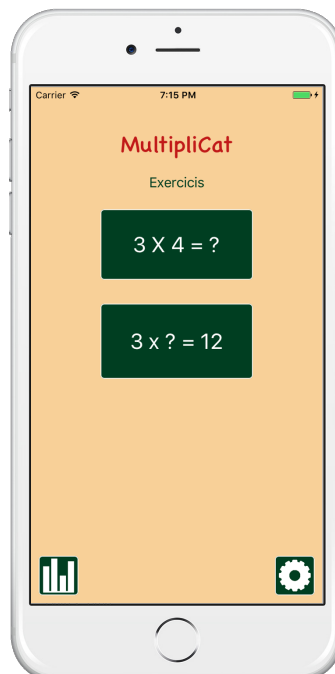 Carrier 7:15 PM
MultipliCat
Exercicis
3 X 4 = ?
3 x ? = 12